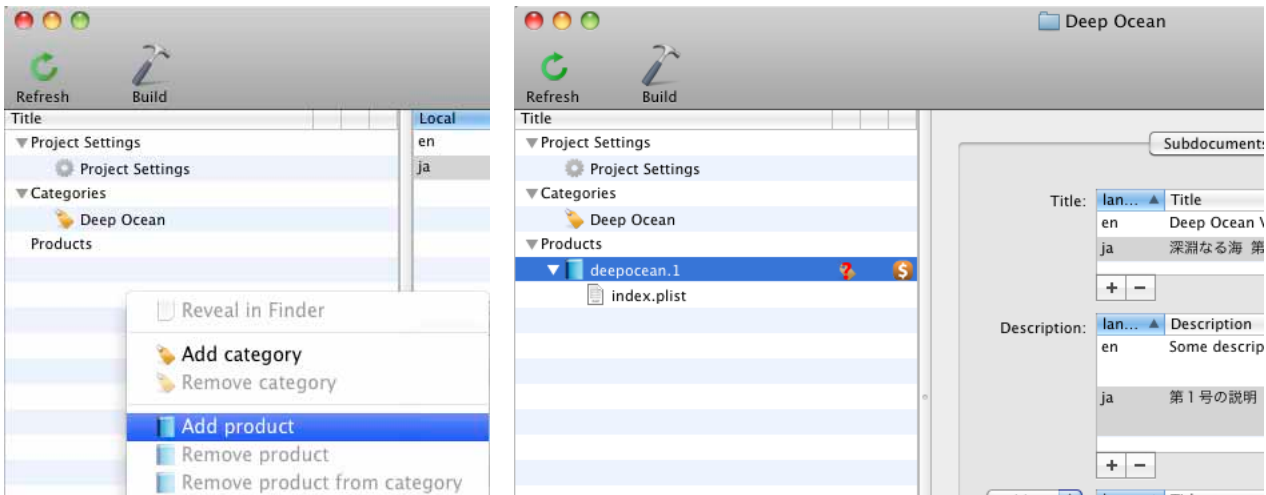 Refresh
Build
Title
Local
Project Settings
en
Project Settings
ja
Categories
Deep Ocean
Products
Reveal in Finder
Add category
Remove category
Add product
Remove product
Remove product from category
Deep Ocean
Refresh
Build
Title
Project Settings
Project Settings
Categories
Deep Ocean
Products
deepocean.1
index.plist
Subdocuments
Title:
lan... Title
en Deep Ocean V
ja 深淵なる海 第
+ −
Description:
lan... Description
en Some descrip
ja 第1号の説明
+ −